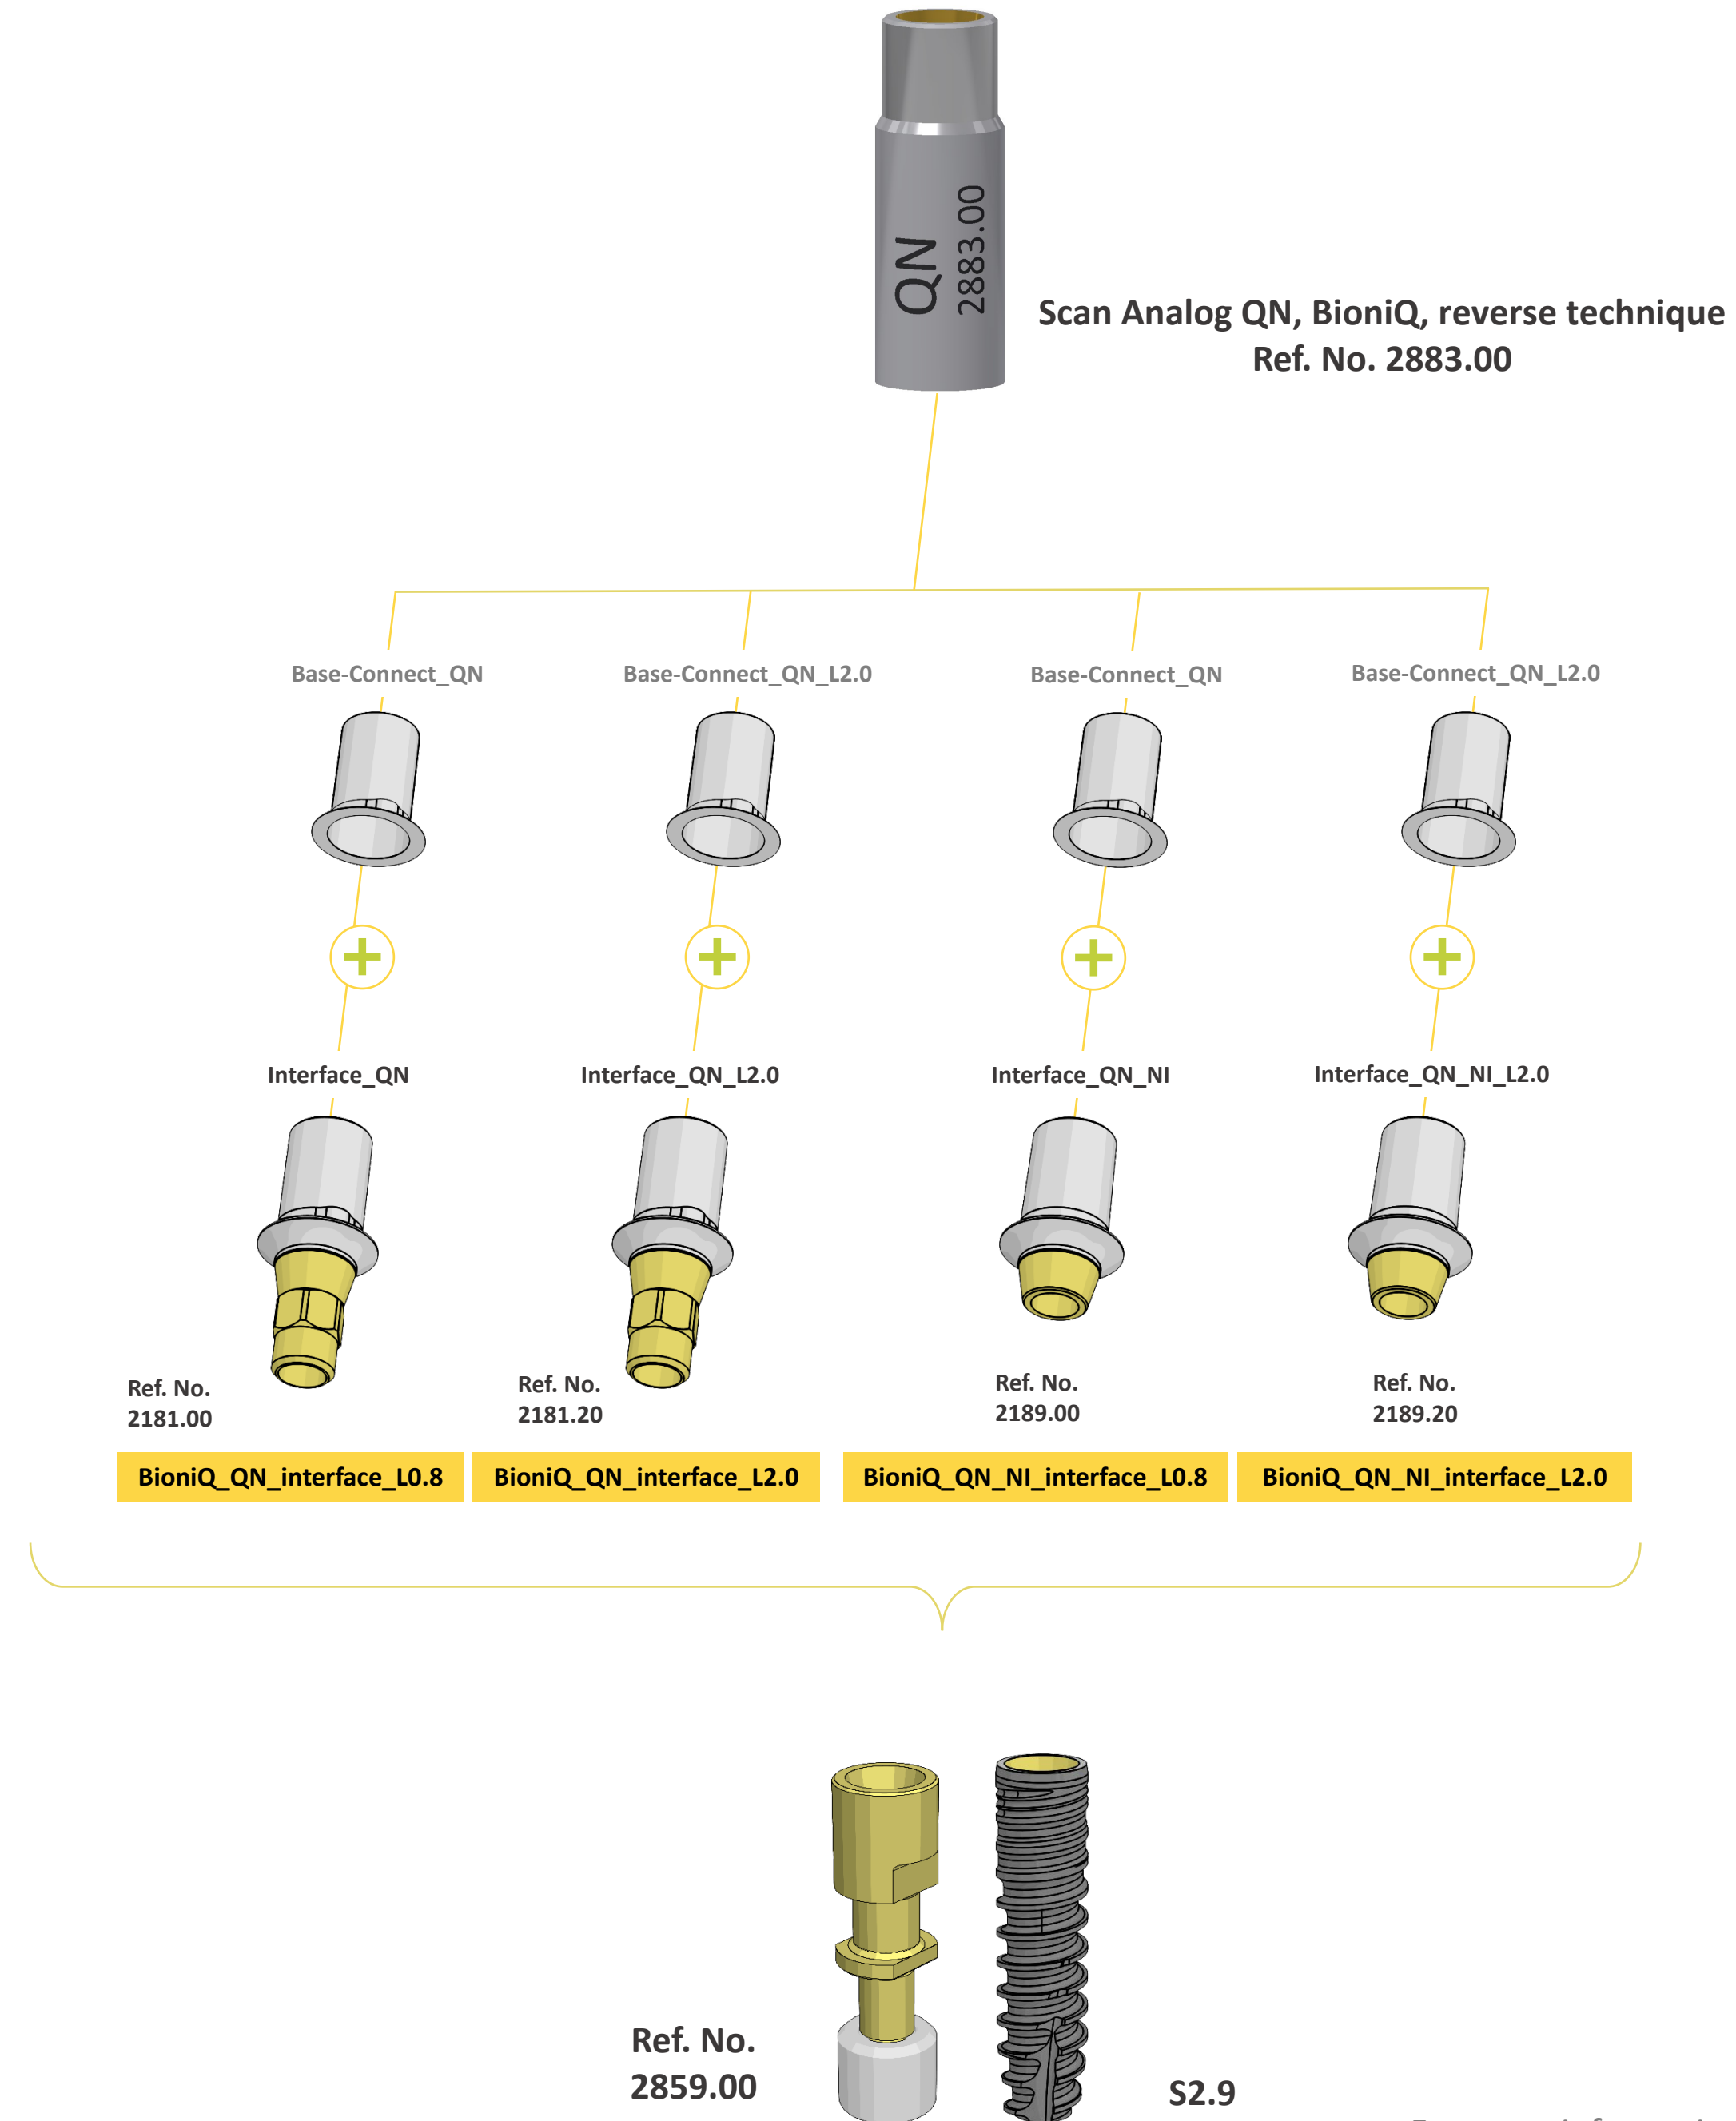 QN
2883.00
Scan Analog QN, BioniQ, reverse technique
Ref. No. 2883.00
Base-Connect_QN
Base-Connect_QN_L2.0
Base-Connect_QN
Base-Connect_QN_L2.0
Interface_QN
Interface_QN_L2.0
Interface_QN_NI
Interface_QN_NI_L2.0
Ref. No.
2181.00
Ref. No.
2181.20
Ref. No.
2189.00
Ref. No.
2189.20
BioniQ_QN_interface_L0.8
BioniQ_QN_interface_L2.0
BioniQ_QN_NI_interface_L0.8
BioniQ_QN_NI_interface_L2.0
Ref. No.
2859.00
S2.9